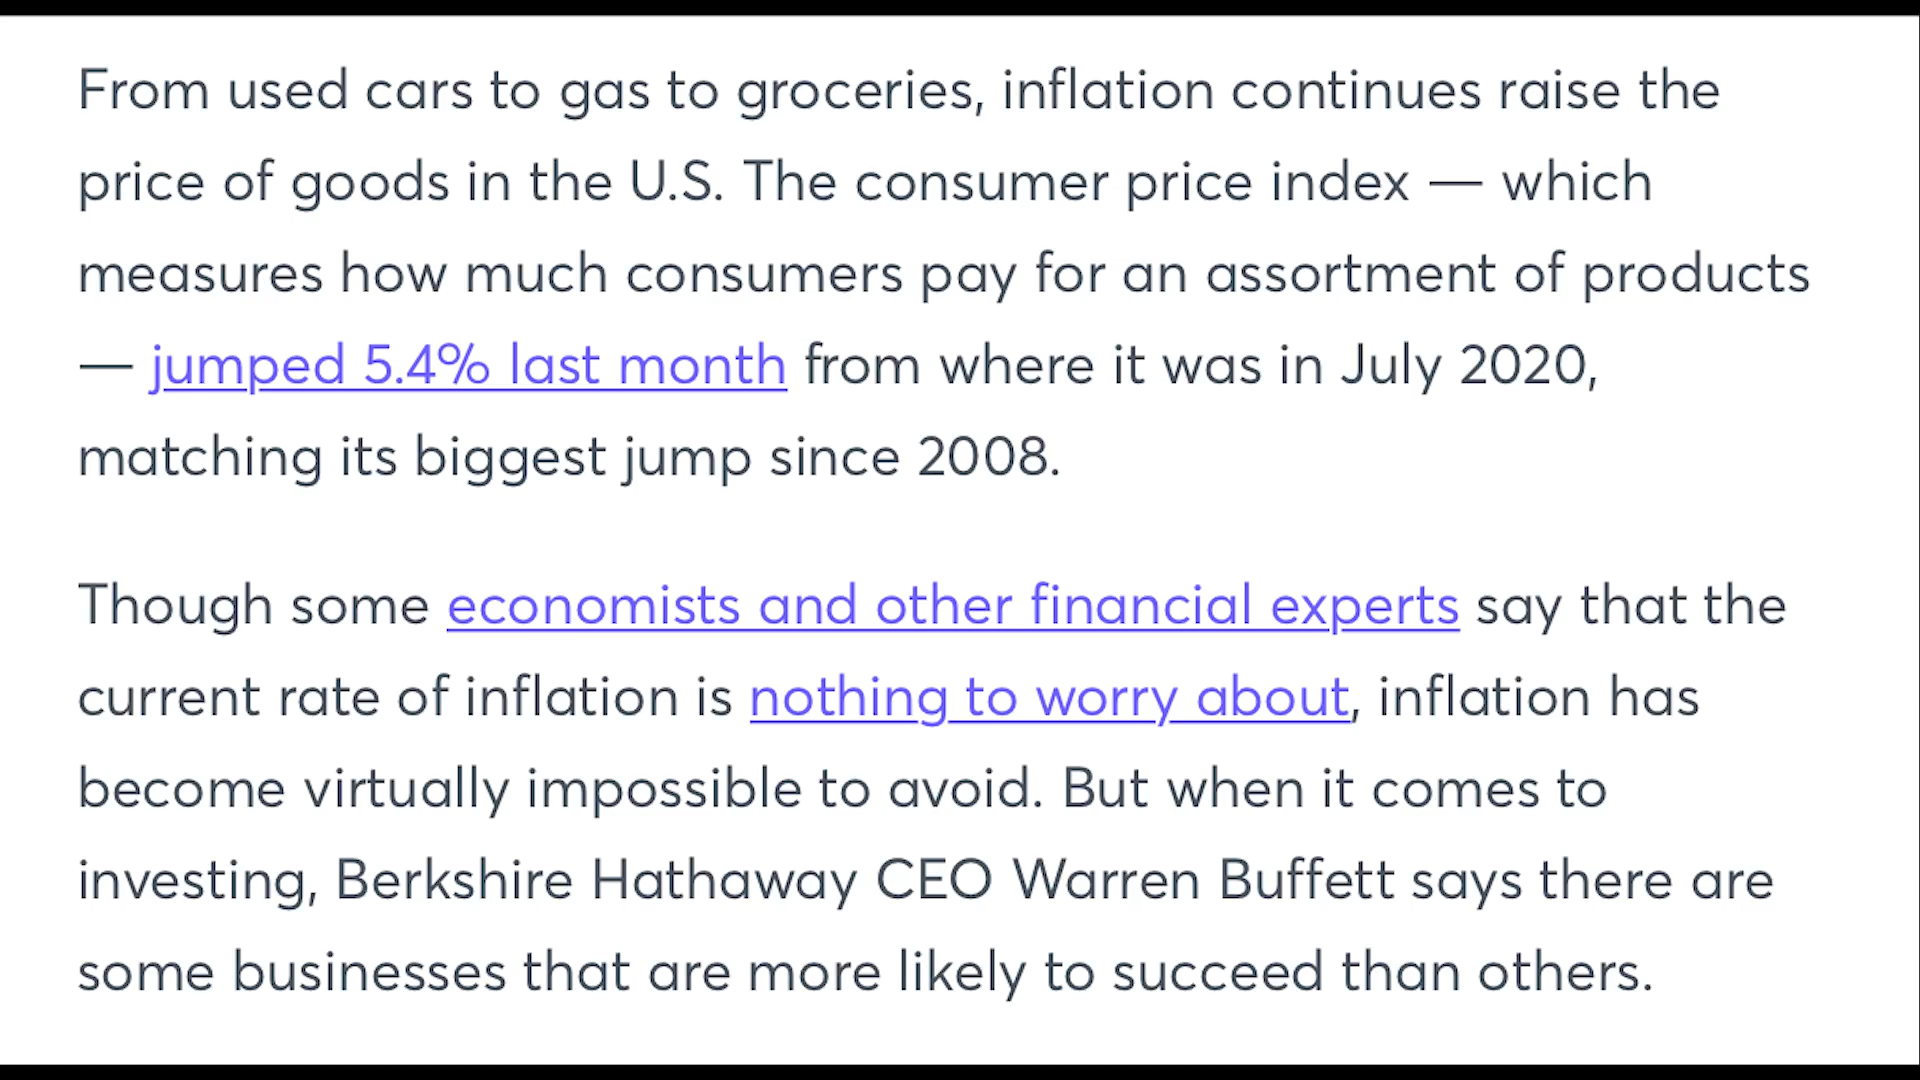 From used cars to gas to groceries, inflation continues raise the
price of goods in the U.S. The consumer price index — which
measures how much consumers pay for an assortment of products
— jumped 5.4% last month from where it was in July 2020,
matching its biggest jump since 2008.
Though some economists and other financial experts say that the
current rate of inflation is nothing to worry about, inflation has
become virtually impossible to avoid. But when it comes to
investing, Berkshire Hathaway CEO Warren Buffett says there are
some businesses that are more likely to succeed than others.